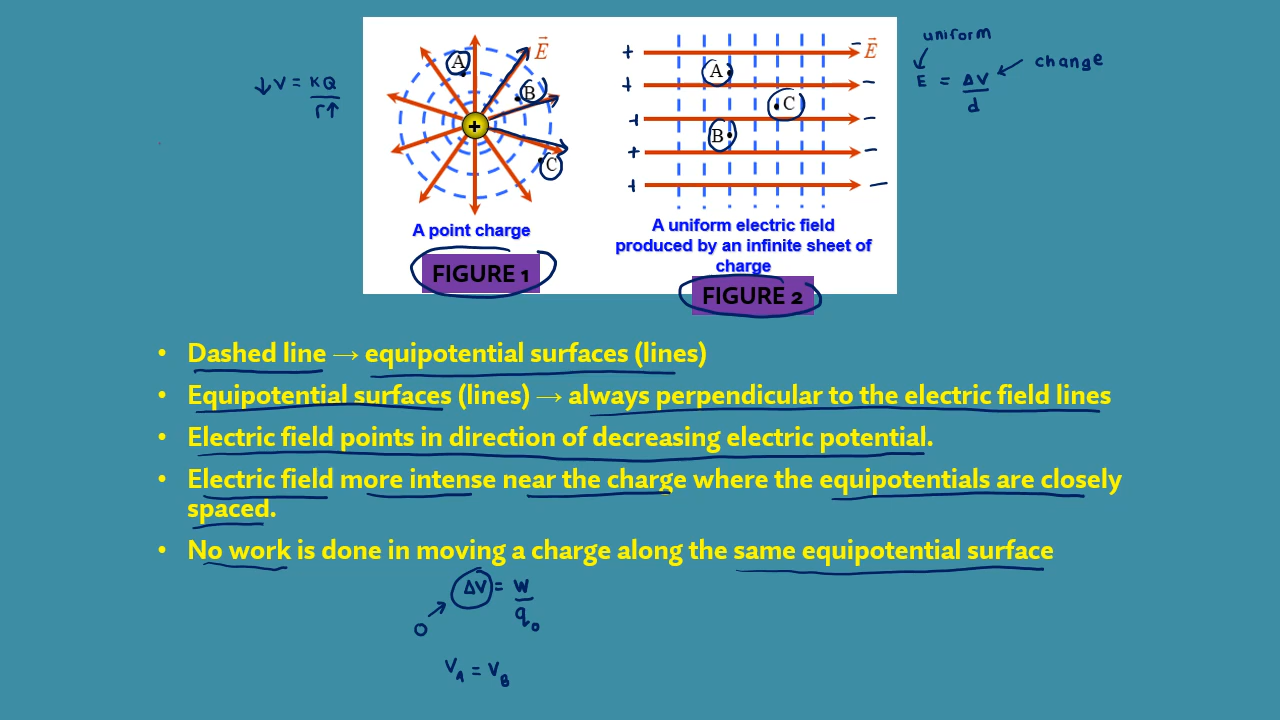 A
B
C
E
↓V = KQ
r↑
A point charge
FIGURE 1
+
+
+
+
+
+
-
-
-
-
-
E
A
B
C
A uniform electric field
produced by an infinite sheet of
charge
FIGURE 2
uniform
E = ΔV
d
change
• Dashed line → equipotential surfaces (lines)
• Equipotential surfaces (lines) → always perpendicular to the electric field lines
• Electric field points in direction of decreasing electric potential.
• Electric field more intense near the charge where the equipotentials are closely
spaced.
• No work is done in moving a charge along the same equipotential surface
ΔV = W
q₀
0
V_A = V_B